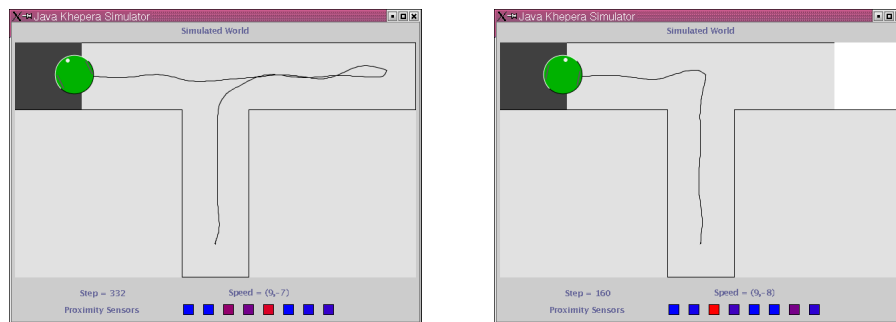 Java Khepera Simulator
Simulated World
Step = 332 Speed = (9,-7)
Proximity Sensors
Java Khepera Simulator
Simulated World
Step = 160 Speed = (9,-8)
Proximity Sensors